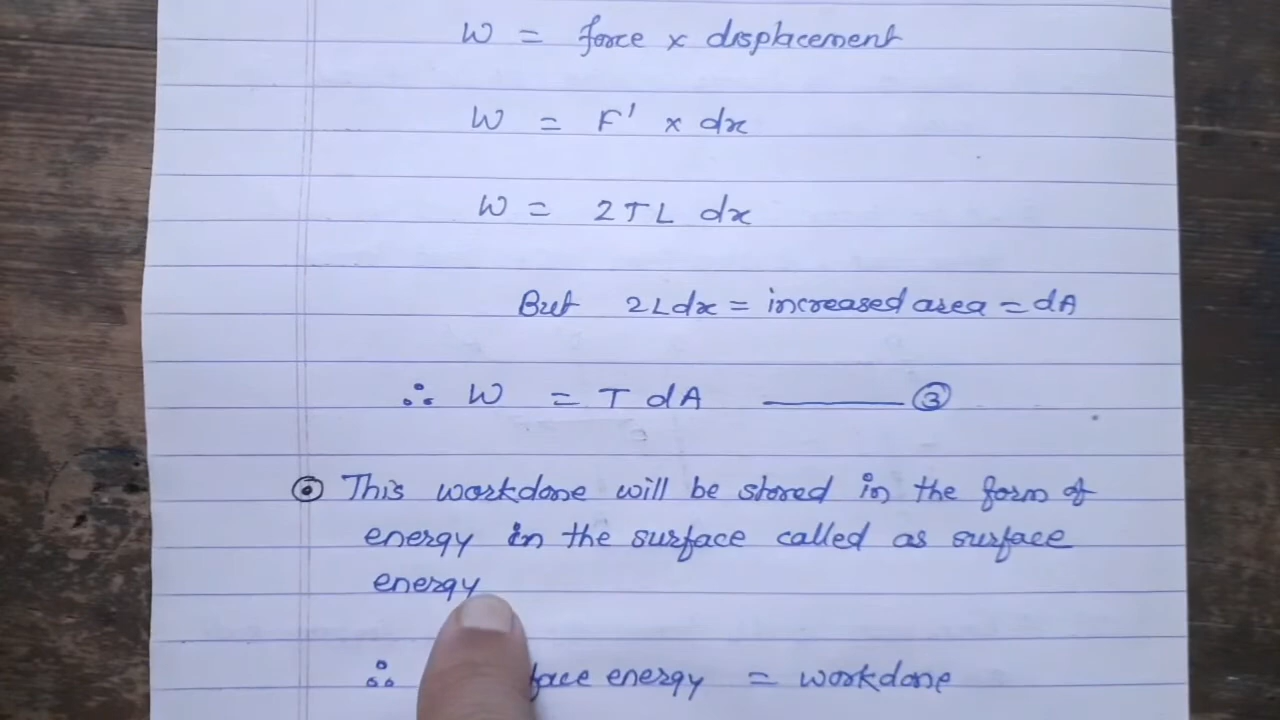 W = force x displacement
W = F' x dx
W = 2TL dx
But 2Ldx = increased area = dA
∴ W = T dA ——— ③
⊙ This workdone will be stored in the form of
energy in the surface called as surface
energy
∴ face energy = workdone